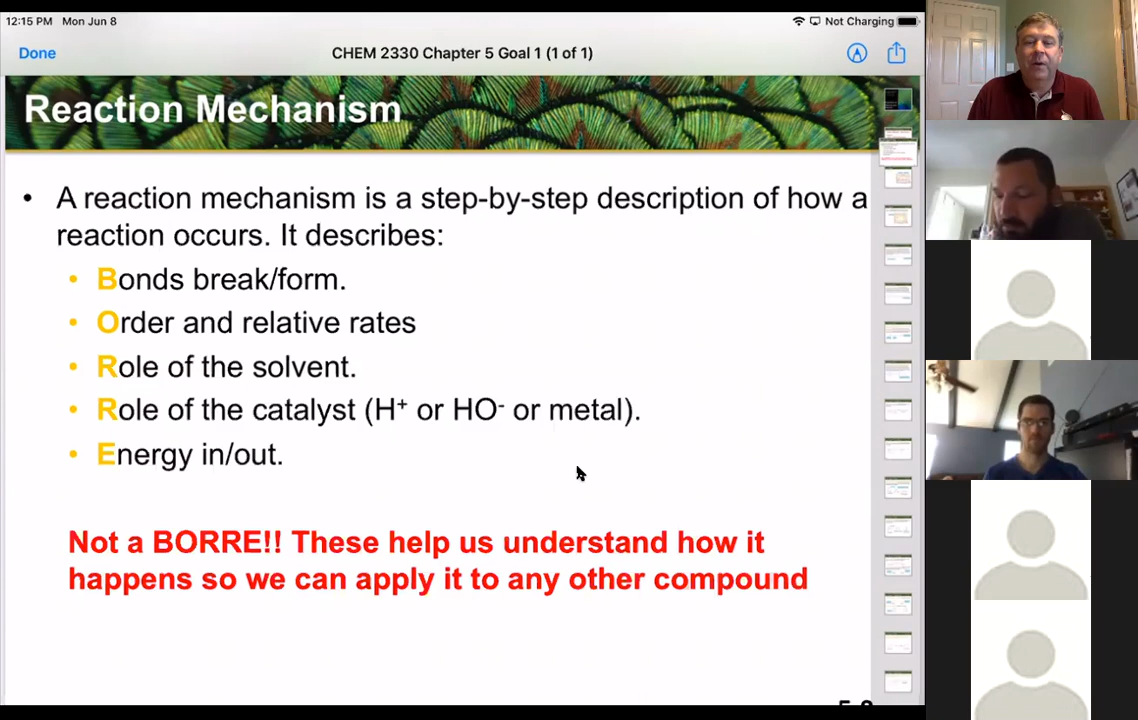 12:15 PM Mon Jun 8
Not Charging
Done
CHEM 2330 Chapter 5 Goal 1 (1 of 1)
Reaction Mechanism
• A reaction mechanism is a step-by-step description of how a
reaction occurs. It describes:
• Bonds break/form.
• Order and relative rates
• Role of the solvent.
• Role of the catalyst (H⁺ or HO⁻ or metal).
• Energy in/out.
Not a BORRE!! These help us understand how it
happens so we can apply it to any other compound